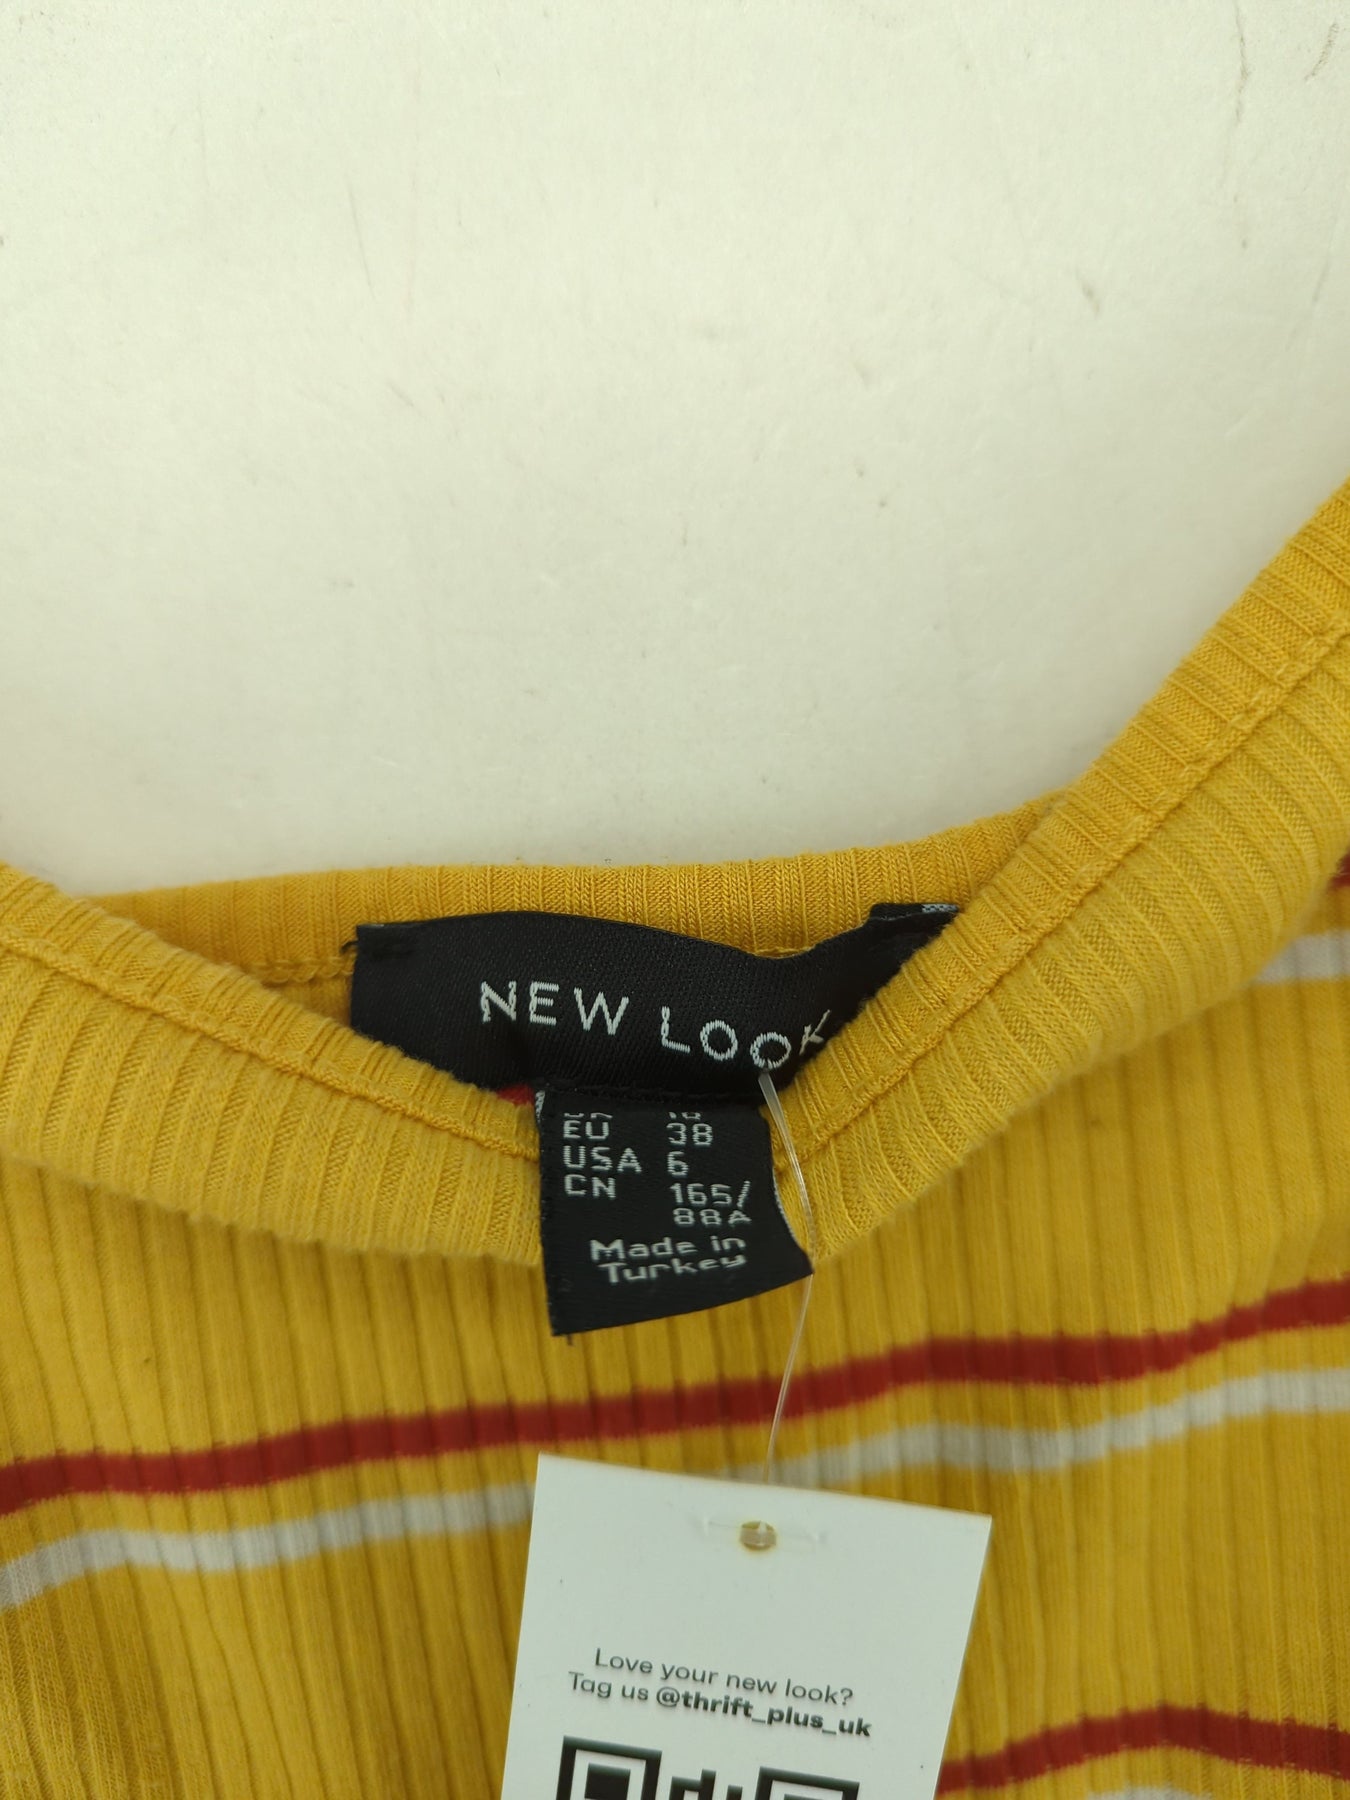 NEW LOOK
EU 38
USA 6
CN 165/
88A
Made in
Turkey
Love your new look?
Tag us @thrift_plus_uk